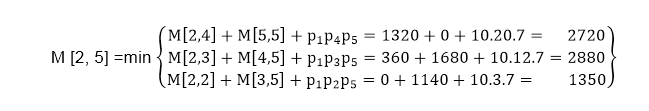 M[2,4] + M[5,5] + p₁p₄p₅ = 1320 + 0 + 10.20.7 = 2720
M [2, 5] =min { M[2,3] + M[4,5] + p₁p₃p₅ = 360 + 1680 + 10.12.7 = 2880 }
M[2,2] + M[3,5] + p₁p₂p₅ = 0 + 1140 + 10.3.7 = 1350